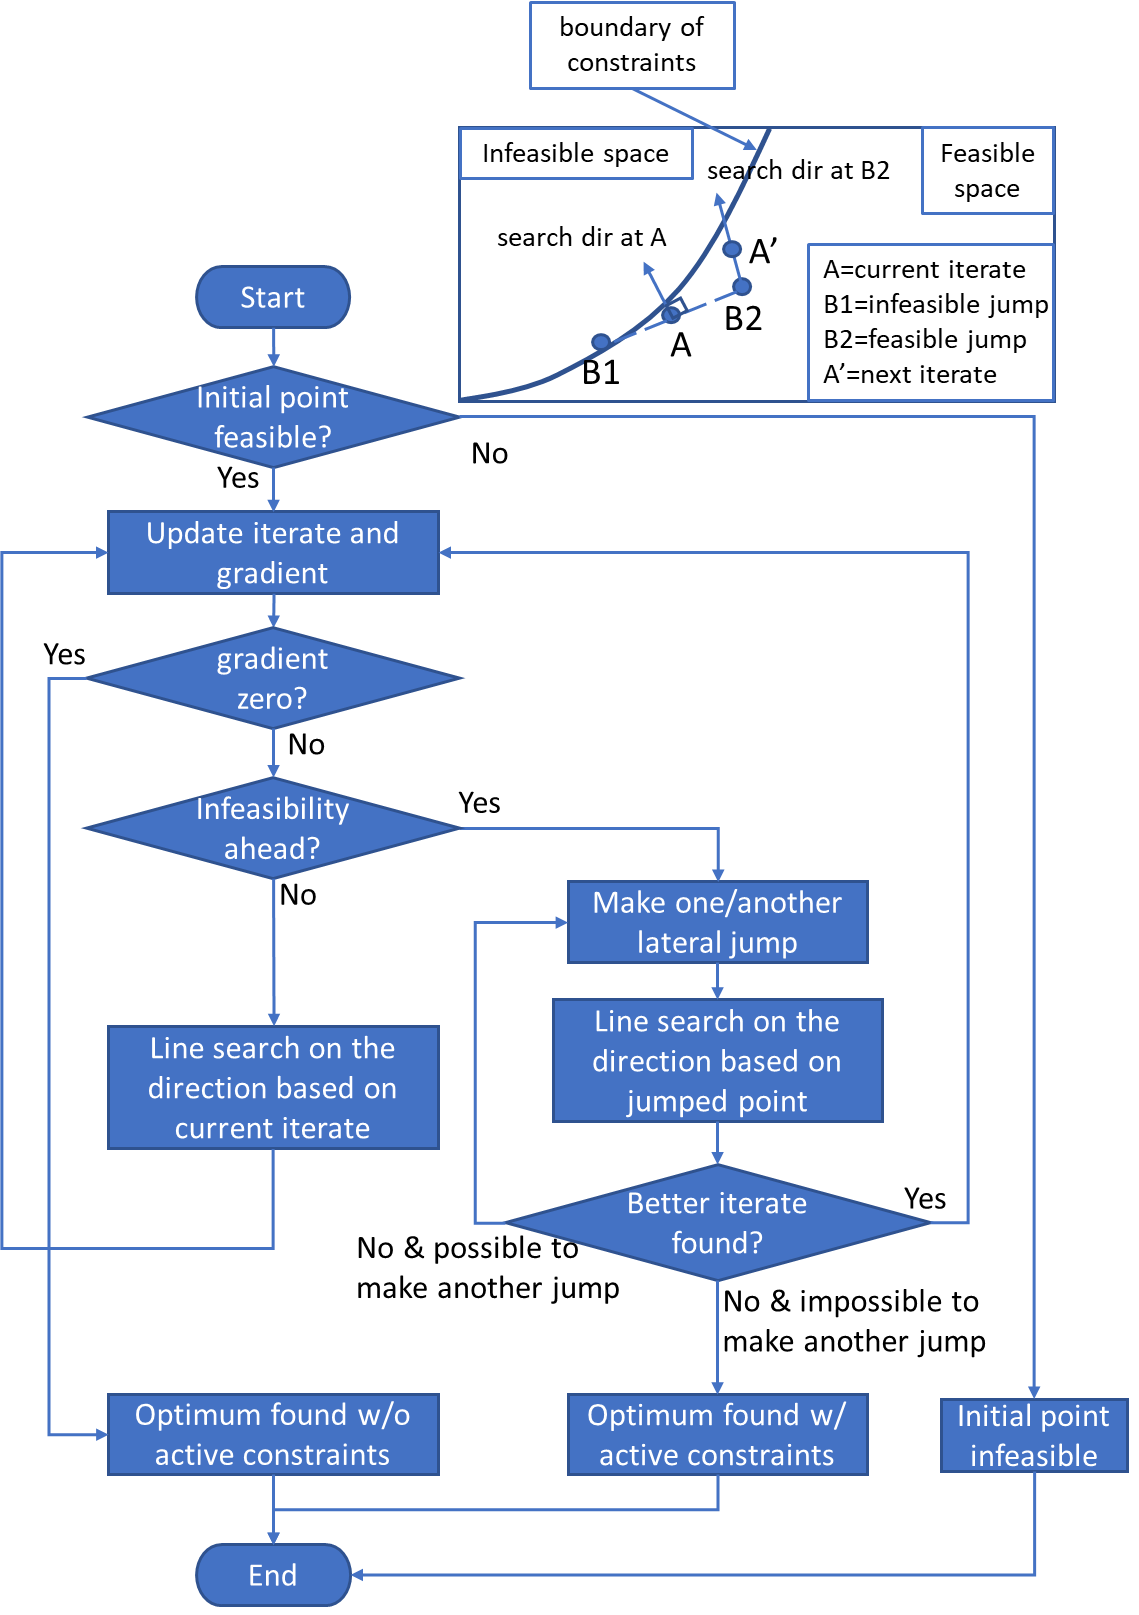 boundary of
constraints
Infeasible space
Feasible
space
search dir at B2
search dir at A
A’
B2
A
B1
A=current iterate
B1=infeasible jump
B2=feasible jump
A’=next iterate
Start
Initial point
feasible?
No
Yes
Update iterate and
gradient
Yes
gradient
zero?
No
Infeasibility
ahead?
Yes
No
Make one/another
lateral jump
Line search on the
direction based on
current iterate
Line search on the
direction based on
jumped point
Better iterate
found?
Yes
No & possible to
make another jump
No & impossible to
make another jump
Optimum found w/o
active constraints
Optimum found w/
active constraints
Initial point
infeasible
End